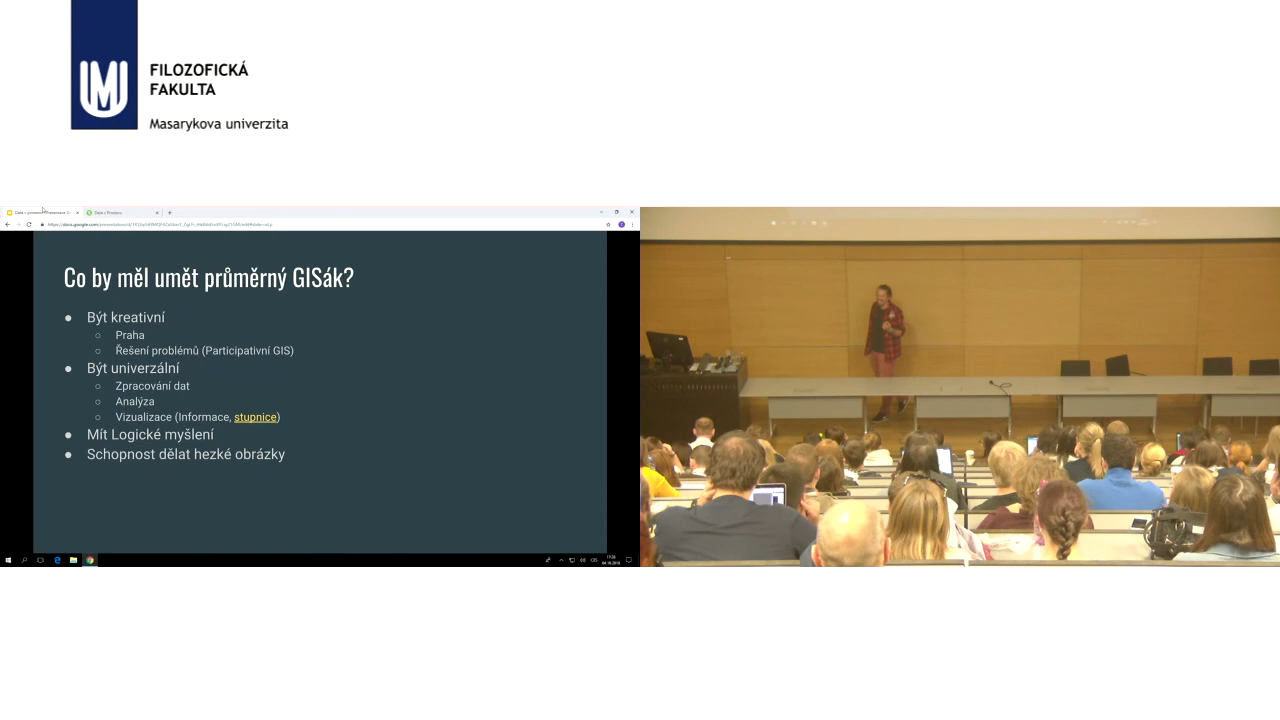 FILOZOFICKÁ
FAKULTA
Masarykova univerzita
Co by měl umět průměrný GISák?
● Být kreativní
○ Praha
○ Řešení problémů (Participativní GIS)
● Být univerzální
○ Zpracování dat
○ Analýza
○ Vizualizace (Informace, stupnice)
● Mít Logické myšlení
● Schopnost dělat hezké obrázky